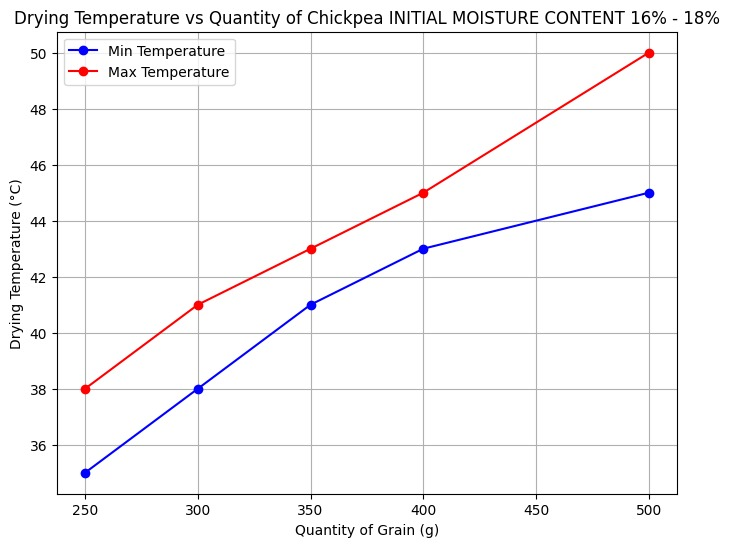 Drying Temperature vs Quantity of Chickpea INITIAL MOISTURE CONTENT 16% - 18%
Min Temperature
Max Temperature
50
48
46
44
42
40
38
36
Drying Temperature (°C)
250 300 350 400 450 500
Quantity of Grain (g)